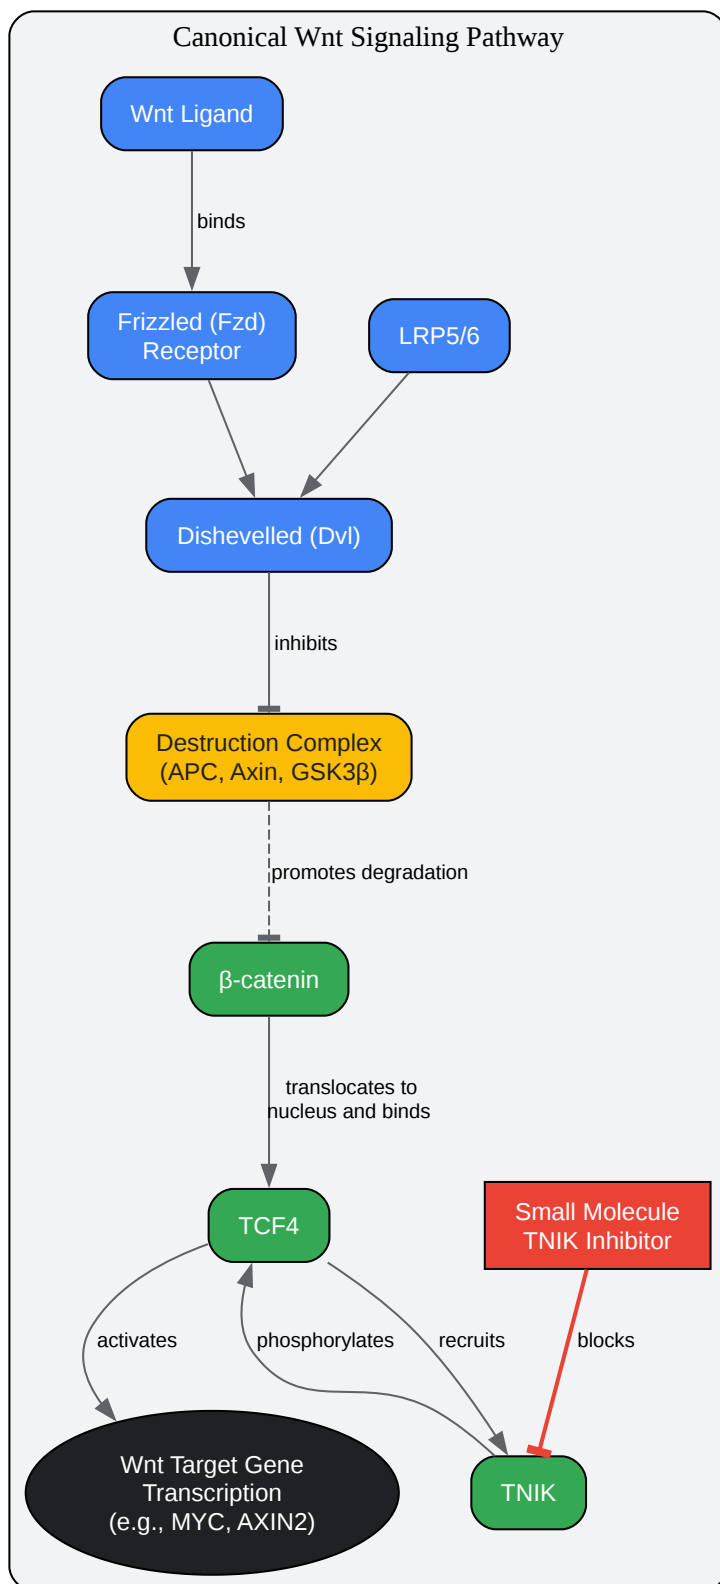 Canonical Wnt Signaling Pathway
Wnt Ligand
binds
Frizzled (Fzd)
Receptor
LRP5/6
Dishevelled (Dvl)
inhibits
Destruction Complex
(APC, Axin, GSK3β)
promotes degradation
β-catenin
translocates to
nucleus and binds
TCF4
Small Molecule
TNIK Inhibitor
activates
phosphorylates
recruits
blocks
Wnt Target Gene
Transcription
(e.g., MYC, AXIN2)
TNIK